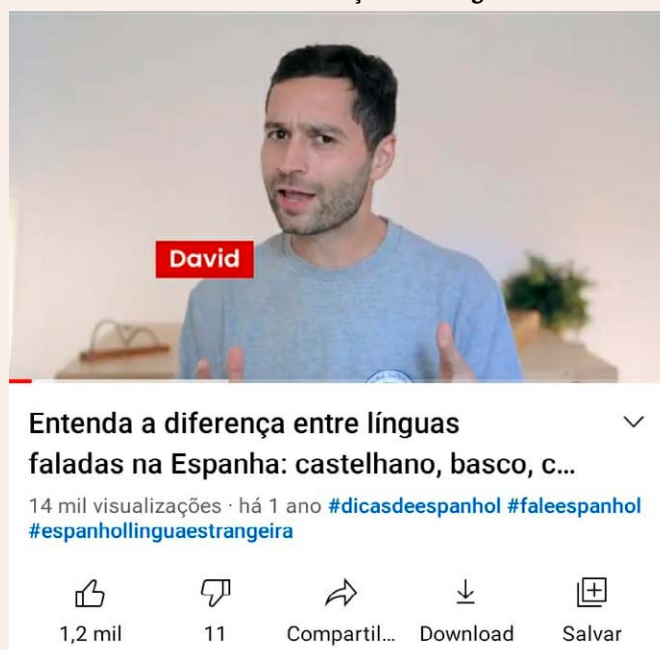 David
Entenda a diferença entre línguas
faladas na Espanha: castelhano, basco, c...
14 mil visualizações · há 1 ano #dicasdeespanhol #faleespanhol
#espanhollinguaestrangeira
1,2 mil 11 Compartil... Download Salvar